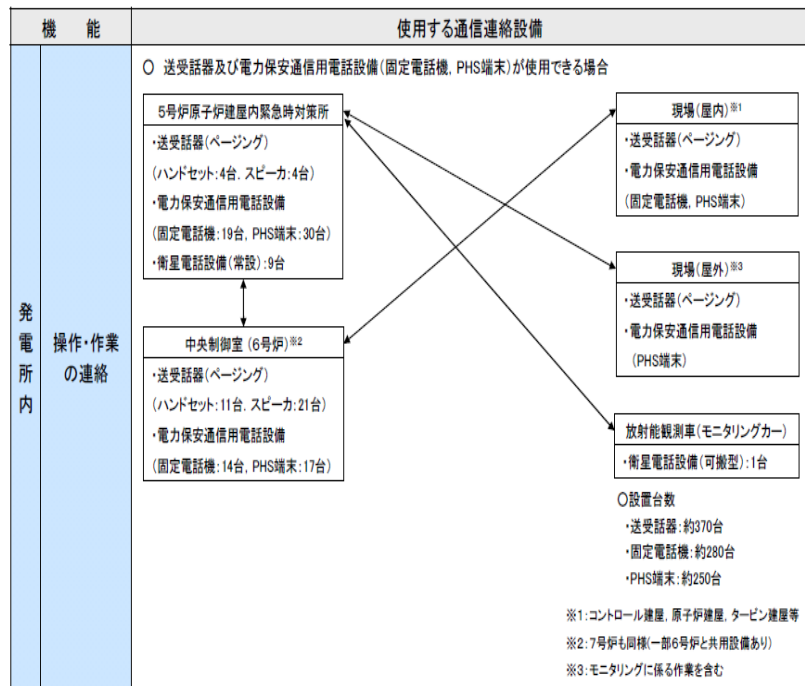 機　能
使用する通信連絡設備
発電所内
操作・作業
の連絡
○ 送受話器及び電力保安通信用電話設備(固定電話機, PHS端末)が使用できる場合
5号炉原子炉建屋内緊急時対策所
・送受話器(ページング)
(ハンドセット:4台. スピーカ:4台)
・電力保安通信用電話設備
(固定電話機:19台, PHS端末:30台)
・衛星電話設備(常設):9台
中央制御室 (6号炉)※2
・送受話器(ページング)
(ハンドセット:11台. スピーカ:21台)
・電力保安通信用電話設備
(固定電話機:14台, PHS端末:17台)
現場(屋内)※1
・送受話器(ページング)
・電力保安通信用電話設備
(固定電話機, PHS端末)
現場(屋外)※3
・送受話器(ページング)
・電力保安通信用電話設備
(PHS端末)
放射能観測車(モニタリングカー)
・衛星電話設備(可搬型):1台
○設置台数
・送受話器:約370台
・固定電話機:約280台
・PHS端末:約250台
※1:コントロール建屋, 原子炉建屋, タービン建屋等
※2:7号炉も同様(一部6号炉と共用設備あり)
※3:モニタリングに係る作業を含む